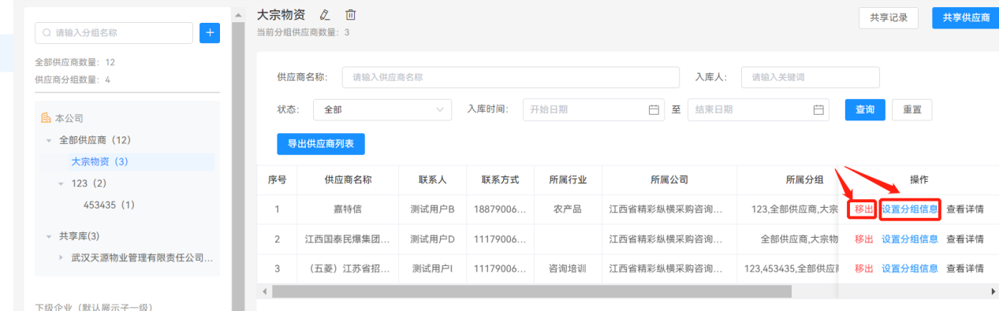 请输入分组名称
全部供应商数量: 12
供应商分组数量: 4
本公司
全部供应商（12）
大宗物资（3）
123（2）
453435（1）
共享库(3)
武汉天源物业管理有限责任公司...
下级企业（默认展示子一级）
大宗物资
当前分组供应商数量: 3
共享记录 共享供应商
供应商名称: 请输入供应商名称 入库人: 请输入关键词
状态: 全部 入库时间: 开始日期 至 结束日期 查询 重置
导出供应商列表
序号 供应商名称 联系人 联系方式 所属行业 所属公司 所属分组 操作
1 嘉特信 测试用户B 18879006... 农产品 江西省精彩纵横采购咨询... 123,全部供应商,大宗 移出 设置分组信息 查看详情
2 江西国泰民爆集团... 测试用户D 11179006... 江西省精彩纵横采购咨询... 全部供应商,大宗物 移出 设置分组信息 查看详情
3 （五菱）江苏省招... 测试用户I 11179006... 咨询培训 江西省精彩纵横采购咨询... 123,453435,全部供应商 移出 设置分组信息 查看详情